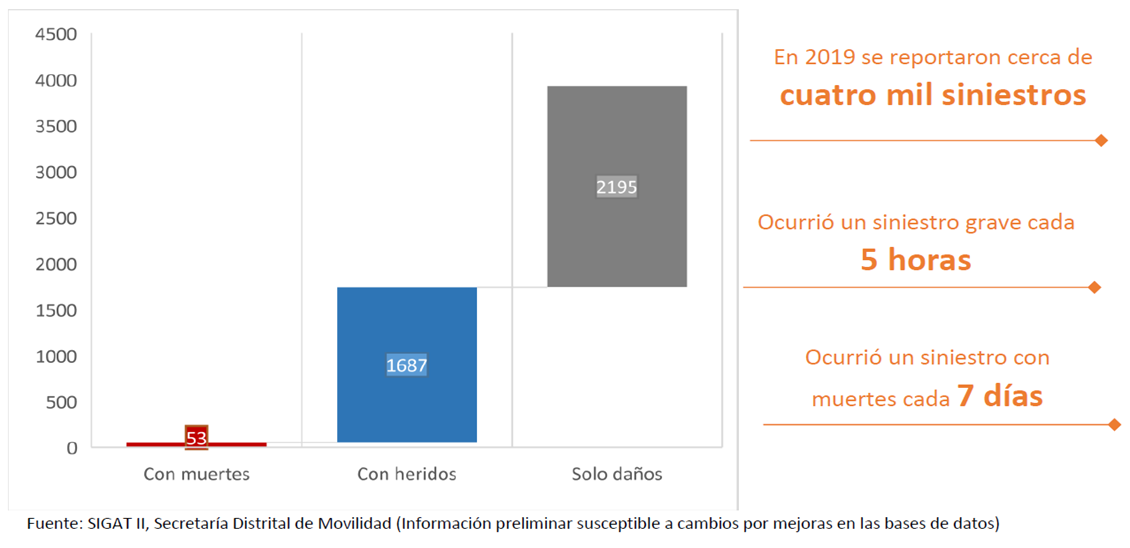 4500
4000
3500
3000
2500
2000
1500
1000
500
0
53
1687
2195
Con muertes
Con heridos
Solo daños
En 2019 se reportaron cerca de
cuatro mil siniestros
Ocurrió un siniestro grave cada
5 horas
Ocurrió un siniestro con
muertes cada 7 días
Fuente: SIGAT II, Secretaría Distrital de Movilidad (Información preliminar susceptible a cambios por mejoras en las bases de datos)